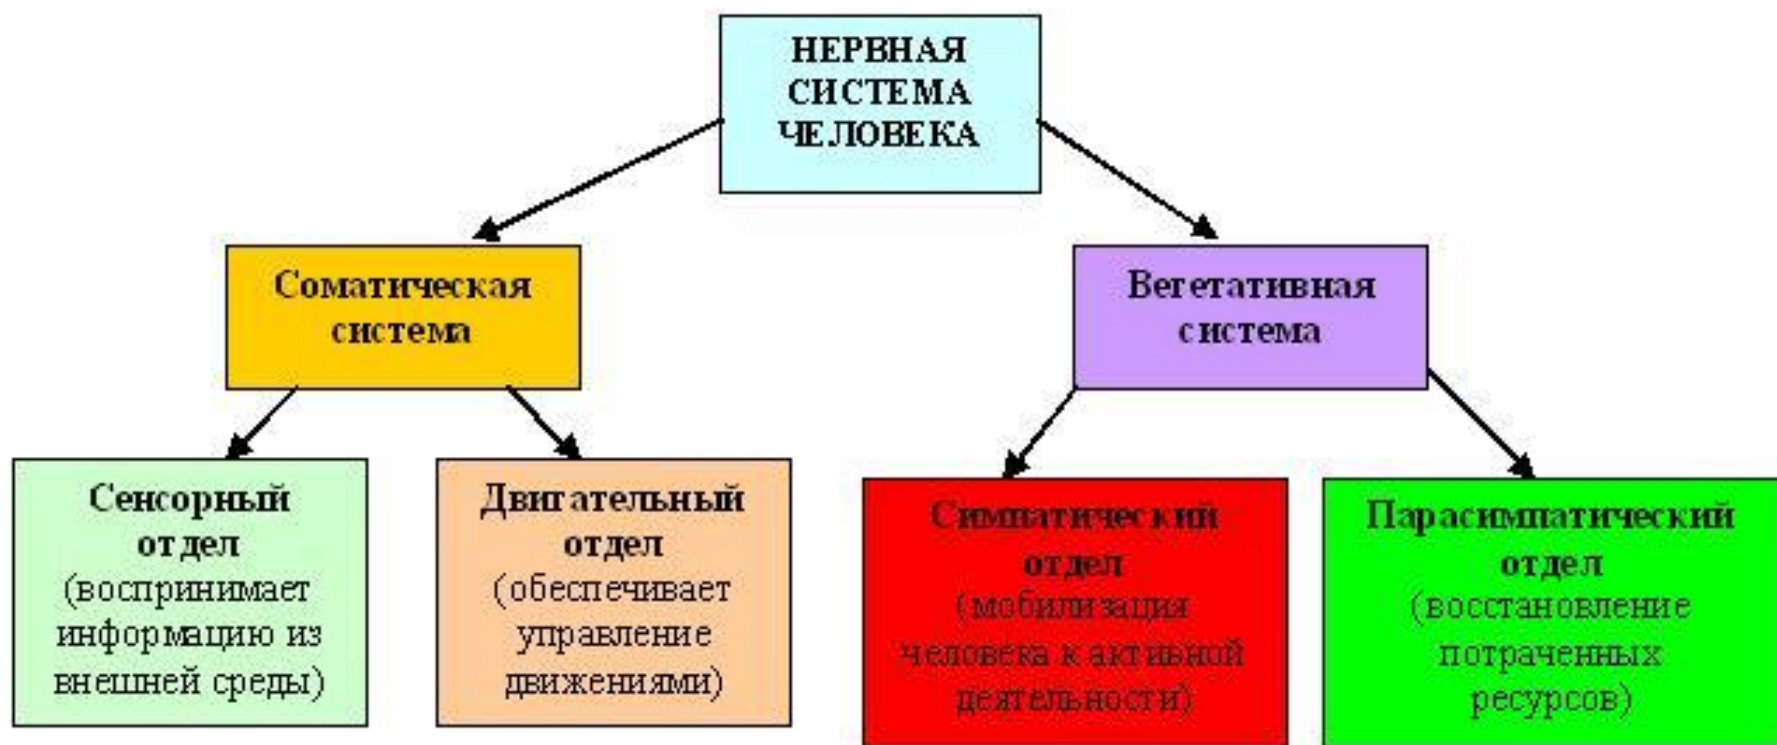 НЕРВНАЯ
СИСТЕМА
ЧЕЛОВЕКА
Соматическая
система
Вегетативная
система
Сенсорный
отдел
(воспринимает
информацию из
внешней среды)
Двигательный
отдел
(обеспечивает
управление
движениями)
Симпатический
отдел
(мобилизация
человека к активной
деятельности)
Парасимпатический
отдел
(восстановление
потраченных
ресурсов)